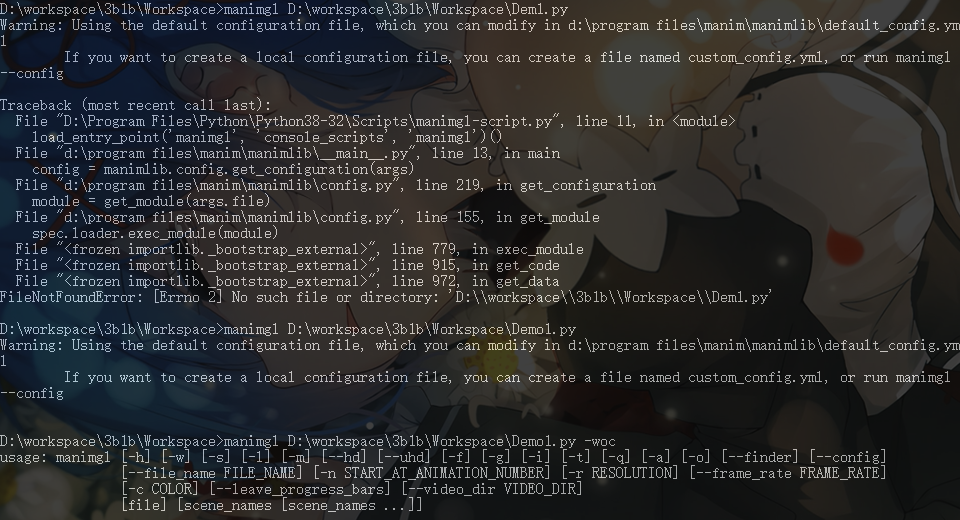 D:\workspace\3b1b\Workspace>manimgl D:\workspace\3b1b\Workspace\Dem1.py
Warning: Using the default configuration file, which you can modify in d:\program files\manim\manimlib\default_config.ym
l
If you want to create a local configuration file, you can create a file named custom_config.yml, or run manimgl
--config
Traceback (most recent call last):
File "D:\Program Files\Python\Python38-32\Scripts\manimgl-script.py", line 11, in <module>
load_entry_point('manimgl', 'console_scripts', 'manimgl')()
File "d:\program files\manim\manimlib\__main__.py", line 13, in main
config = manimlib.config.get_configuration(args)
File "d:\program files\manim\manimlib\config.py", line 219, in get_configuration
module = get_module(args.file)
File "d:\program files\manim\manimlib\config.py", line 155, in get_module
spec.loader.exec_module(module)
File "<frozen importlib._bootstrap_external>", line 779, in exec_module
File "<frozen importlib._bootstrap_external>", line 915, in get_code
File "<frozen importlib._bootstrap_external>", line 972, in get_data
FileNotFoundError: [Errno 2] No such file or directory: 'D:\\workspace\\3b1b\\Workspace\\Dem1.py'
D:\workspace\3b1b\Workspace>manimgl D:\workspace\3b1b\Workspace\Demo1.py
Warning: Using the default configuration file, which you can modify in d:\program files\manim\manimlib\default_config.ym
l
If you want to create a local configuration file, you can create a file named custom_config.yml, or run manimgl
--config
D:\workspace\3b1b\Workspace>manimgl D:\workspace\3b1b\Workspace\Demo1.py -woc
usage: manimgl [-h] [-w] [-s] [-l] [-m] [--hd] [--uhd] [-f] [-g] [-i] [-t] [-q] [-a] [-o] [--finder] [--config]
[--file_name FILE_NAME] [-n START_AT_ANIMATION_NUMBER] [-r RESOLUTION] [--frame_rate FRAME_RATE]
[-c COLOR] [--leave_progress_bars] [--video_dir VIDEO_DIR]
[file] [scene_names [scene_names ...]]